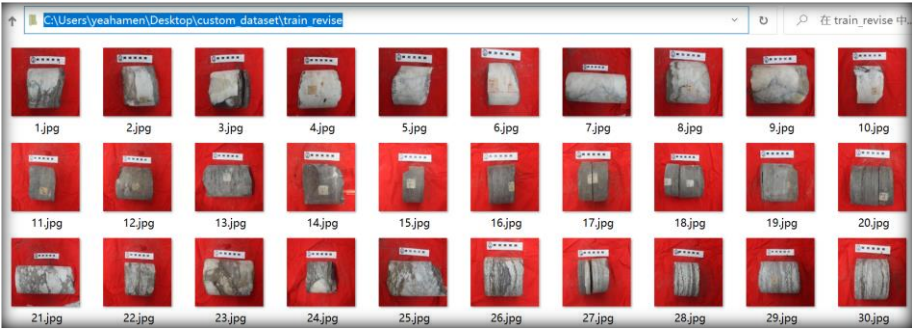 C:\Users\yeahamen\Desktop\custom_dataset\train_revise
在 train_revise 中...
1.jpg 2.jpg 3.jpg 4.jpg 5.jpg 6.jpg 7.jpg 8.jpg 9.jpg 10.jpg
11.jpg 12.jpg 13.jpg 14.jpg 15.jpg 16.jpg 17.jpg 18.jpg 19.jpg 20.jpg
21.jpg 22.jpg 23.jpg 24.jpg 25.jpg 26.jpg 27.jpg 28.jpg 29.jpg 30.jpg